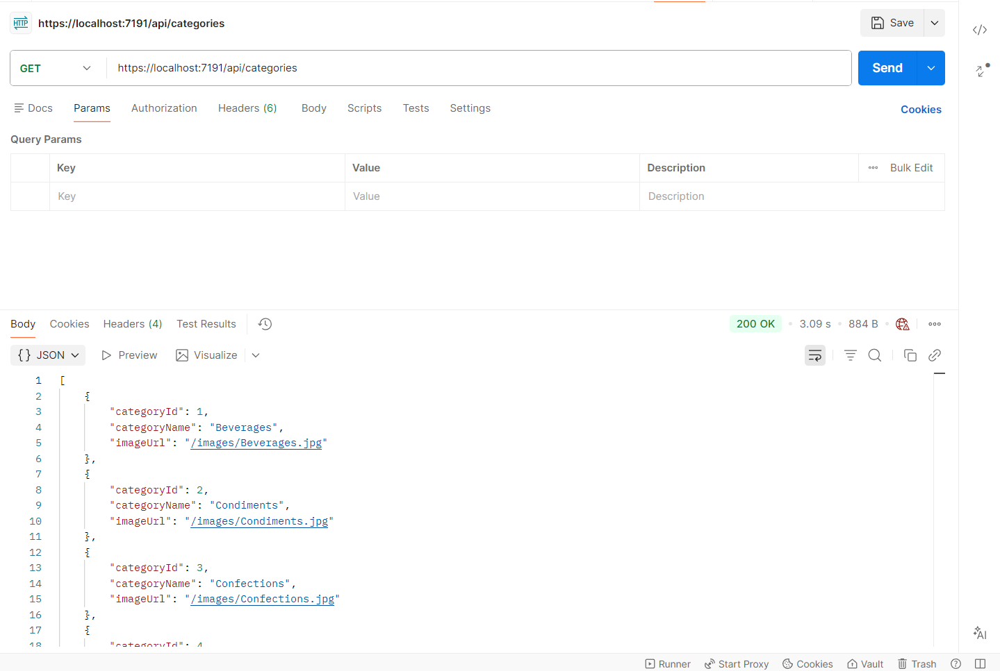 HTTP https://localhost:7191/api/categories Save
GET https://localhost:7191/api/categories Send
Docs Params Authorization Headers (6) Body Scripts Tests Settings Cookies
Query Params
Key Value Description Bulk Edit
Key Value Description
Body Cookies Headers (4) Test Results 200 OK 3.09 s 884 B
{} JSON Preview Visualize
1 [
2 {
3 "categoryId": 1,
4 "categoryName": "Beverages",
5 "imageUrl": "/images/Beverages.jpg"
6 },
7 {
8 "categoryId": 2,
9 "categoryName": "Condiments",
10 "imageUrl": "/images/Condiments.jpg"
11 },
12 {
13 "categoryId": 3,
14 "categoryName": "Confections",
15 "imageUrl": "/images/Confections.jpg"
16 },
17 {
18 "categoryId": 4
AI
Runner Start Proxy Cookies Vault Trash